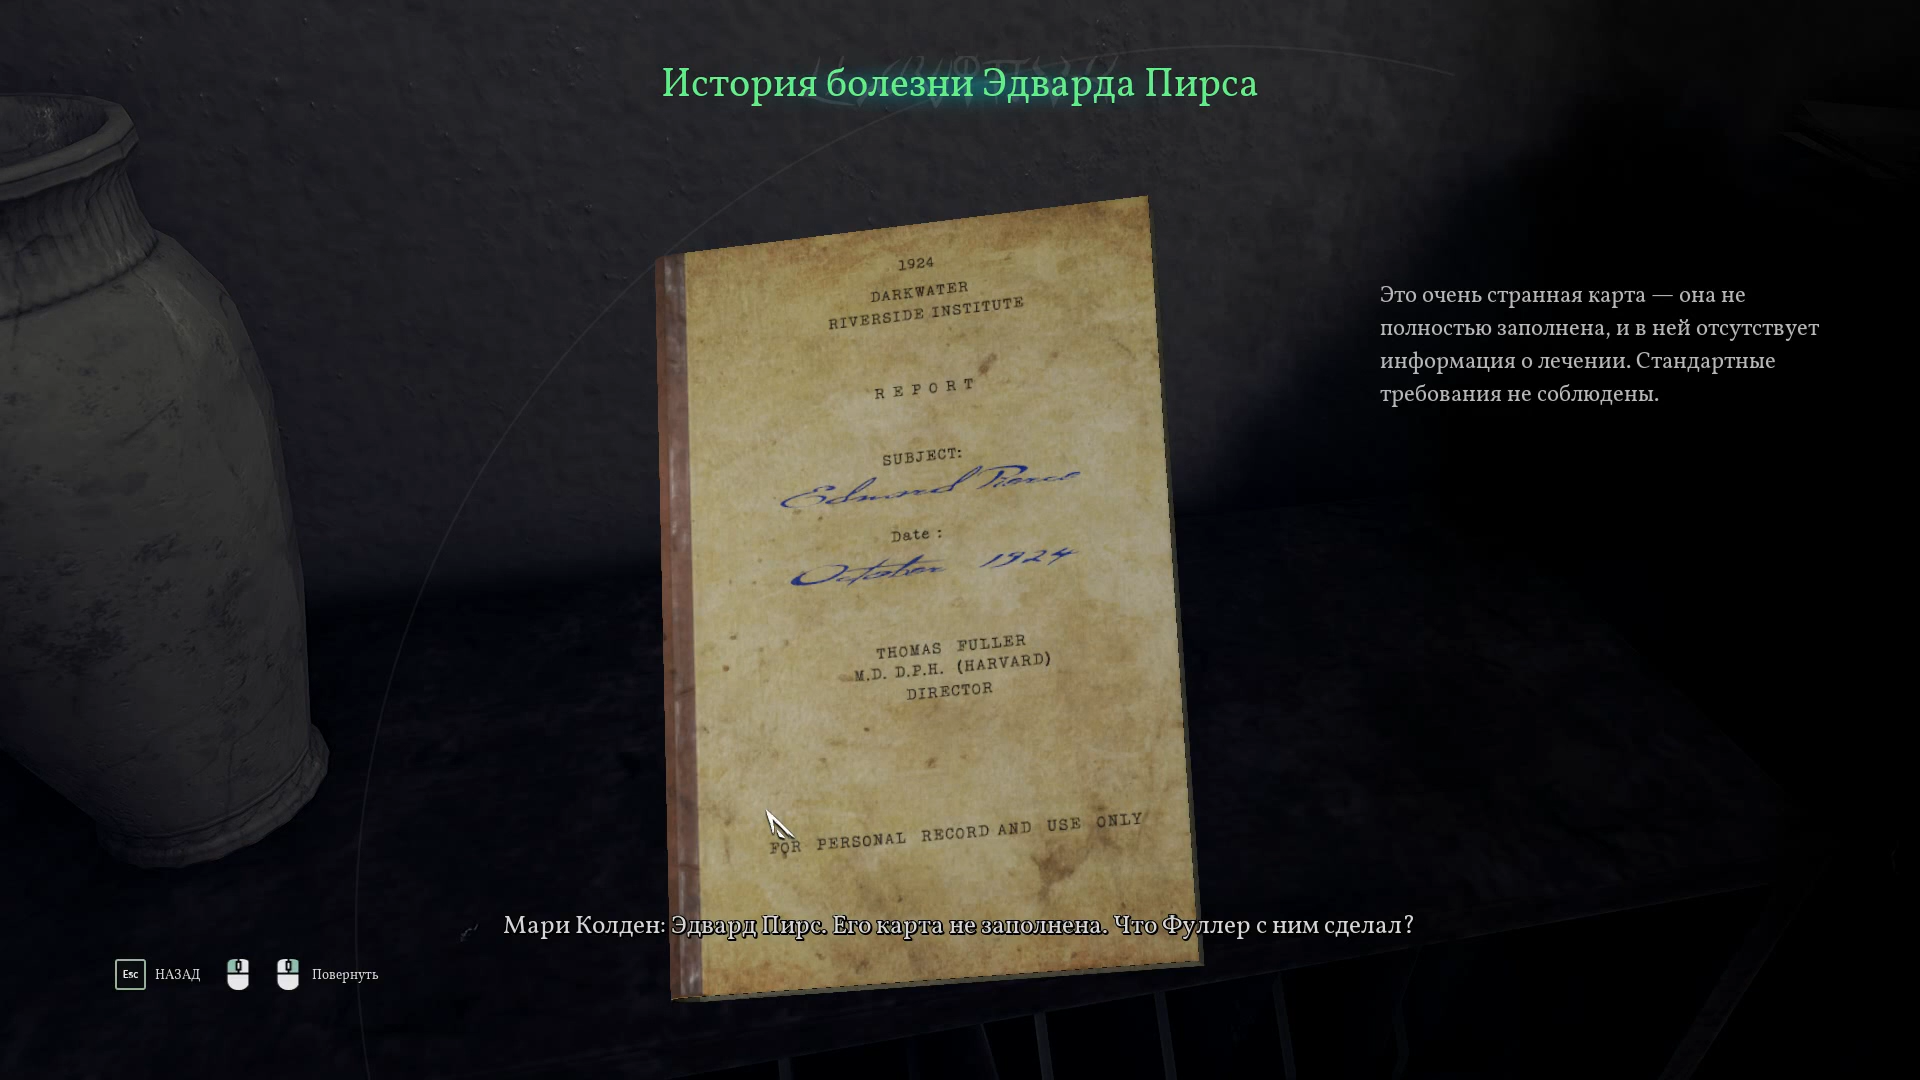 История болезни Эдварда Пирса
1924
DARKWATER
RIVERSIDE INSTITUTE
REPORT
SUBJECT:
Edmund Pierce
Date :
October 1924
THOMAS FULLER
M.D. D.P.H. (HARVARD)
DIRECTOR
FOR PERSONAL RECORD AND USE ONLY
Это очень странная карта — она не
полностью заполнена, и в ней отсутствует
информация о лечении. Стандартные
требования не соблюдены.
Мари Колден: Эдвард Пирс. Его карта не заполнена. Что Фуллер с ним сделал?
Esc НАЗАД Повернуть